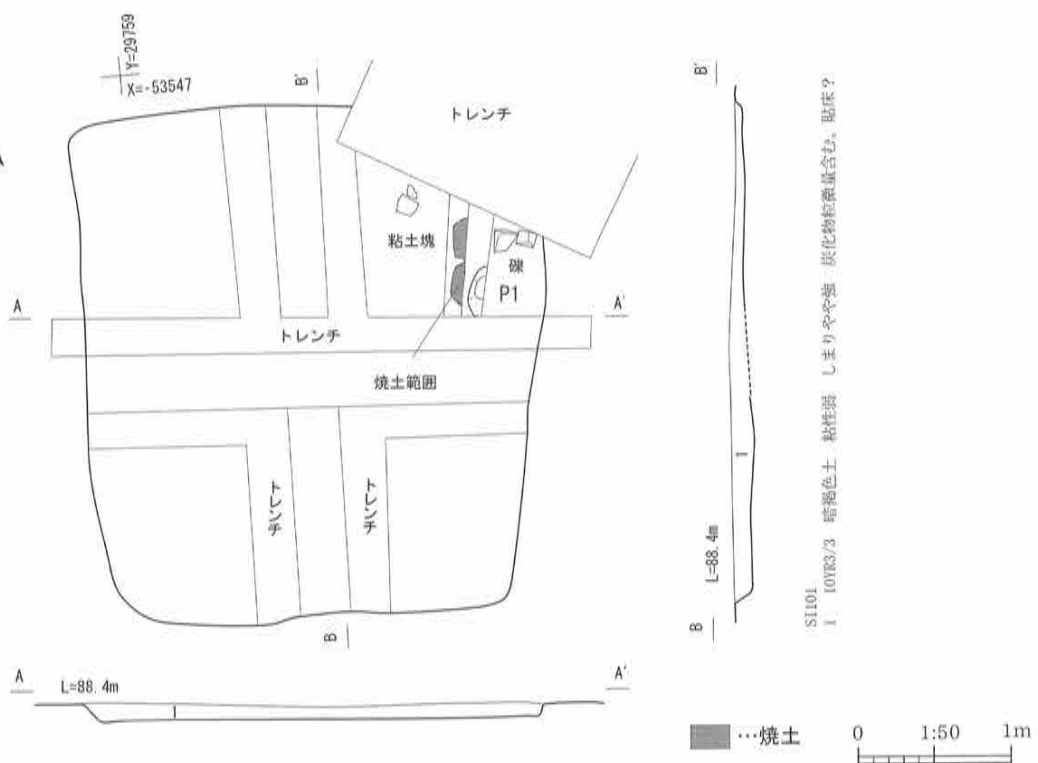 Y=29759
X=-53547
B'
トレンチ
粘土塊
礫
P1
A
A'
トレンチ
焼土範囲
トレンチ
トレンチ
B
A
L=88.4m
A'
B'
1
L=88.4m
B
SI101
1 10YR3/3 暗褐色土 粘性弱 しまりやや強 炭化物粒微量含む。貼床？
…焼土
0 1:50 1m